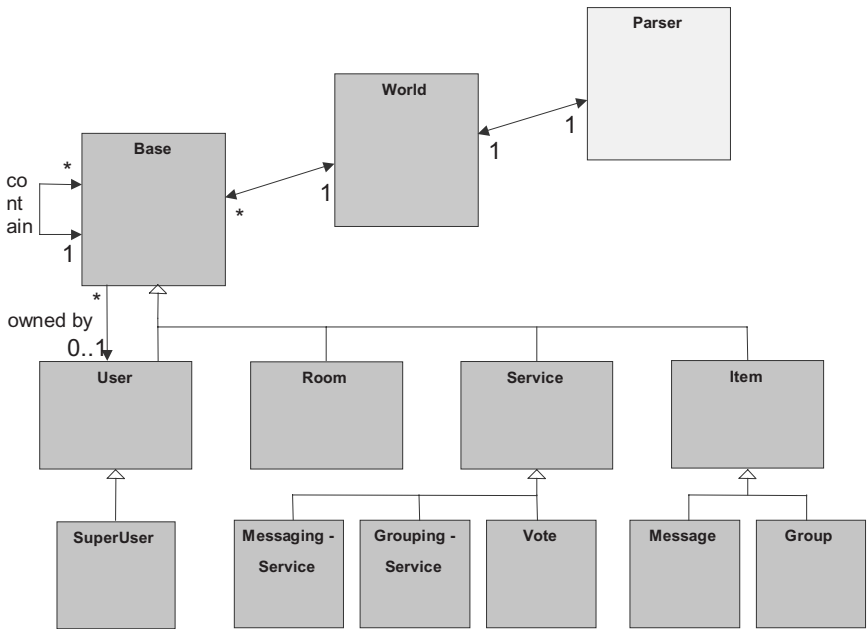 Parser
World
1
1
Base
1
*
*
co
nt
ain
1
*
owned by
0..1
User
Room
Service
Item
SuperUser
Messaging -
Service
Grouping -
Service
Vote
Message
Group